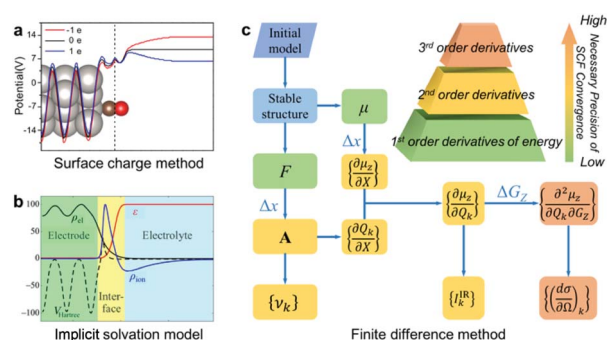 a
-1 e
0 e
1 e
Potential(V)
14
7
0
-7
-14
Surface charge method
b
100
50
0
-50
-100
ρel
ε
Electrode
Electrolyte
ρion
Inter-
face
VHartree
Implicit solvation model
c
Initial
model
Stable
structure
μ
F
Δx
Δx
{∂μz/∂X}
A
{∂Qk/∂X}
{∂μz/∂Qk}
ΔGZ
{∂²μz/∂Qk∂GZ}
{νk}
{IkIR}
{(dσ/∂Ω)k}
Finite difference method
3rd order derivatives
2nd order derivatives
1st order derivatives of energy
High
Necessary Precision of
SCF Convergence
Low